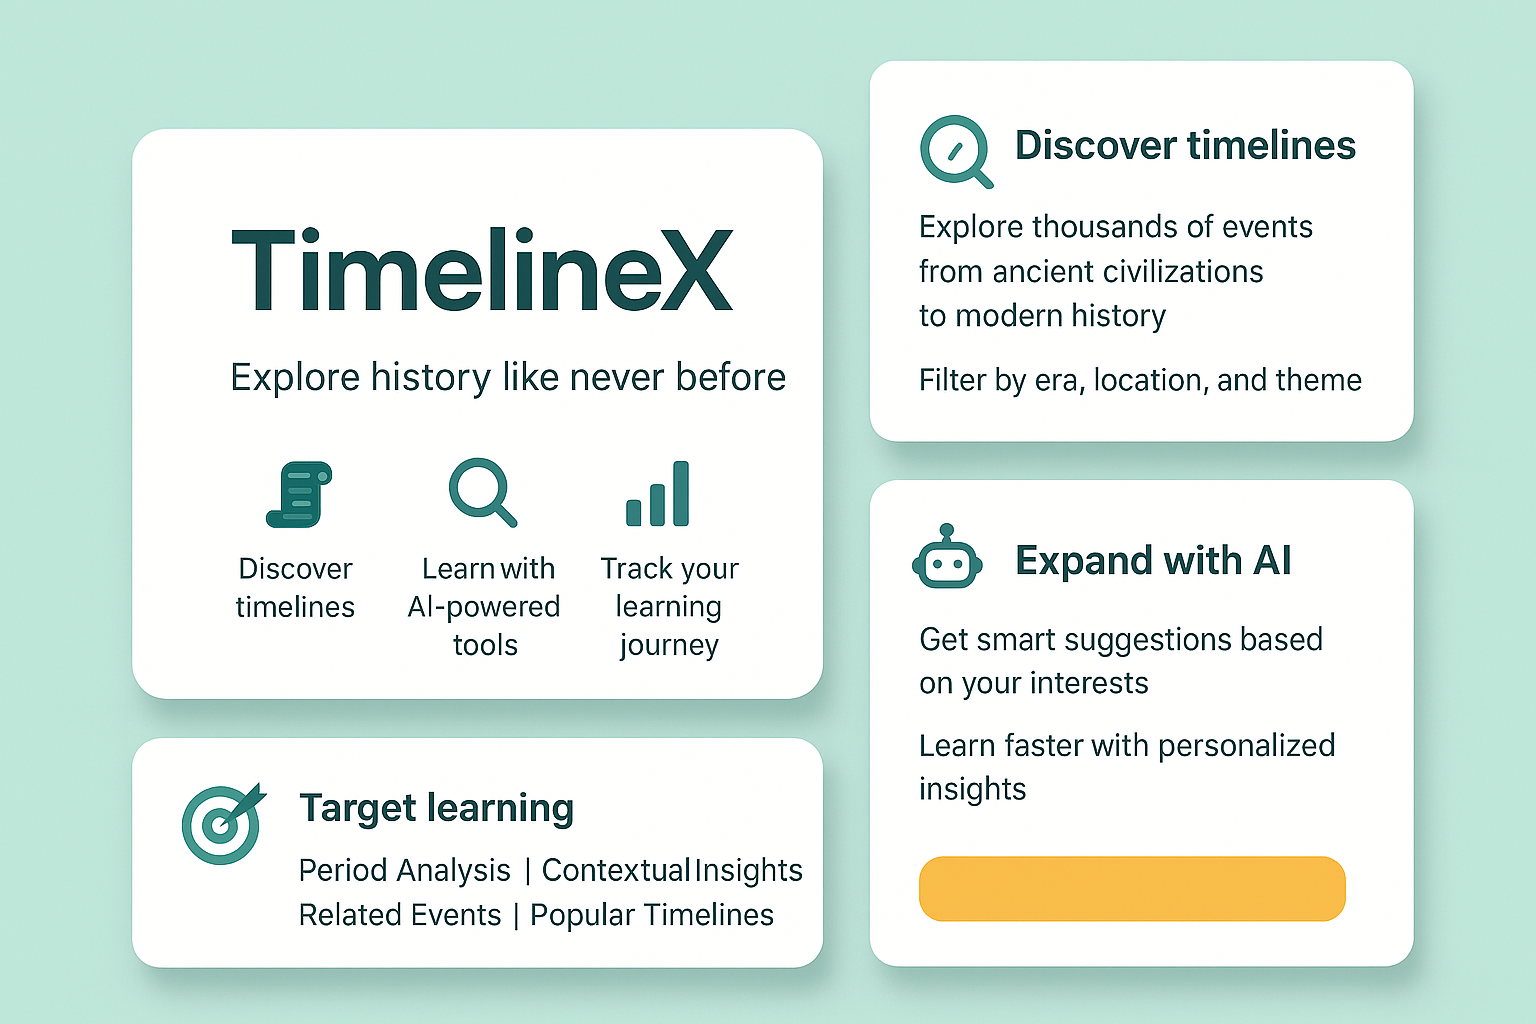 TimelineX
Explore history like never before
Discover
timelines
Learn with
AI-powered
tools
Track your
learning
journey
Target learning
Period Analysis | Contextual Insights
Related Events | Popular Timelines
Discover timelines
Explore thousands of events
from ancient civilizations
to modern history
Filter by era, location, and theme
Expand with AI
Get smart suggestions based
on your interests
Learn faster with personalized
insights